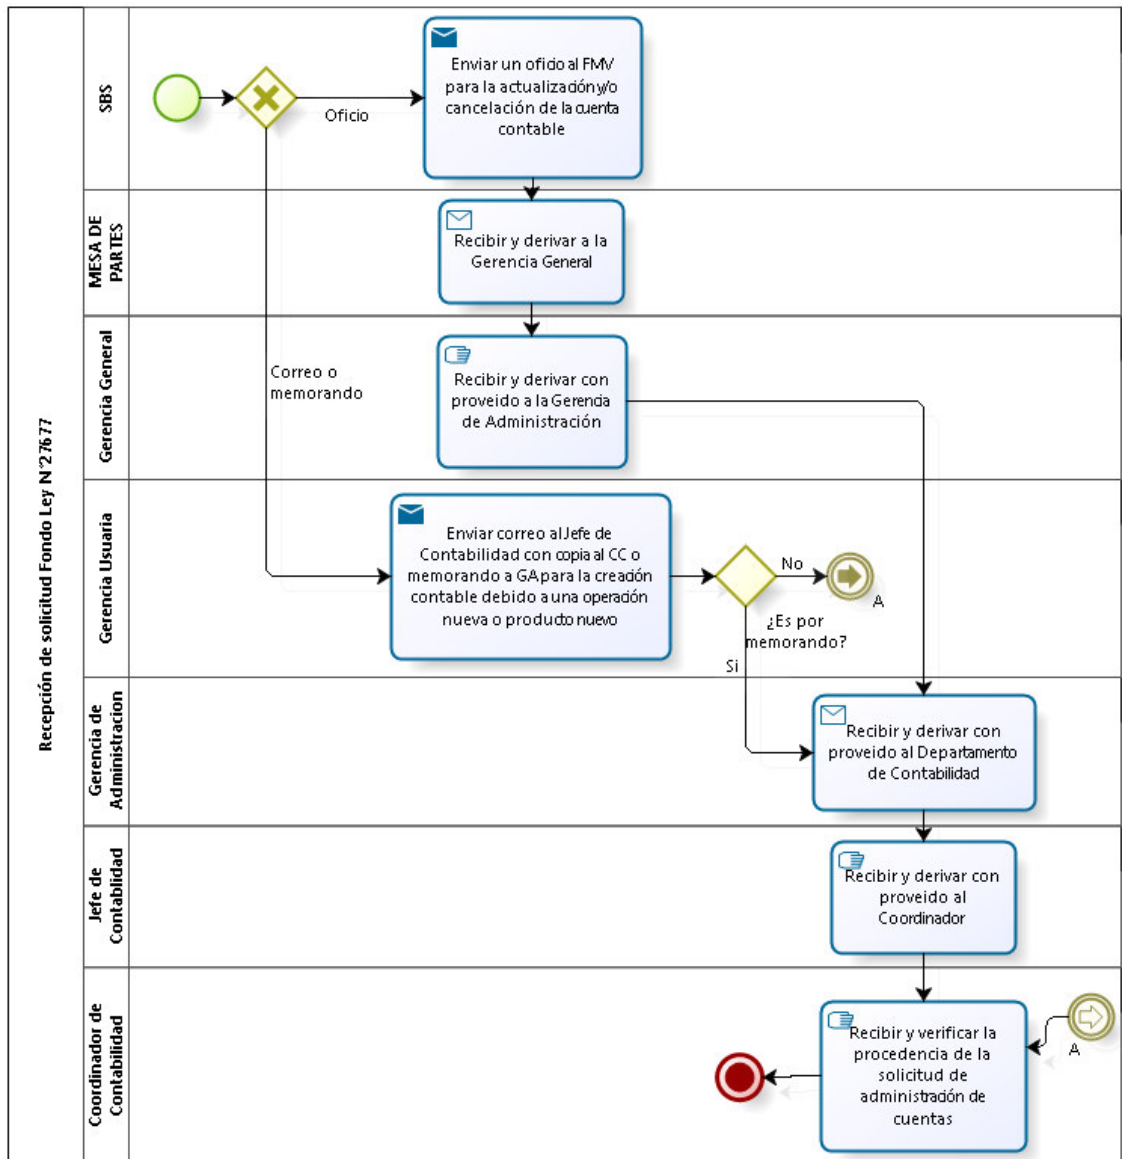 Recepción de solicitud Fondo Ley N°27677
SBS
Enviar un oficio al FMV
para la actualización y/o
cancelación de la cuenta
contable
Oficio
MESA DE
PARTES
Recibir y derivar a la
Gerencia General
Gerencia General
Correo o
memorando
Recibir y derivar con
proveido a la Gerencia
de Administración
Gerencia Usuaria
Enviar correo al Jefe de
Contabilidad con copia al CC o
memorando a GA para la creación
contable debido a una operación
nueva o producto nuevo
No
A
¿Es por
memorando?
Si
Gerencia de
Administracion
Recibir y derivar con
proveido al Departamento
de Contabilidad
Jefe de
Contablidad
Recibir y derivar con
proveido al
Coordinador
Coordinador de
Contabilidad
Recibir y verificar la
procedencia de la
solicitud de
administración de
cuentas
A